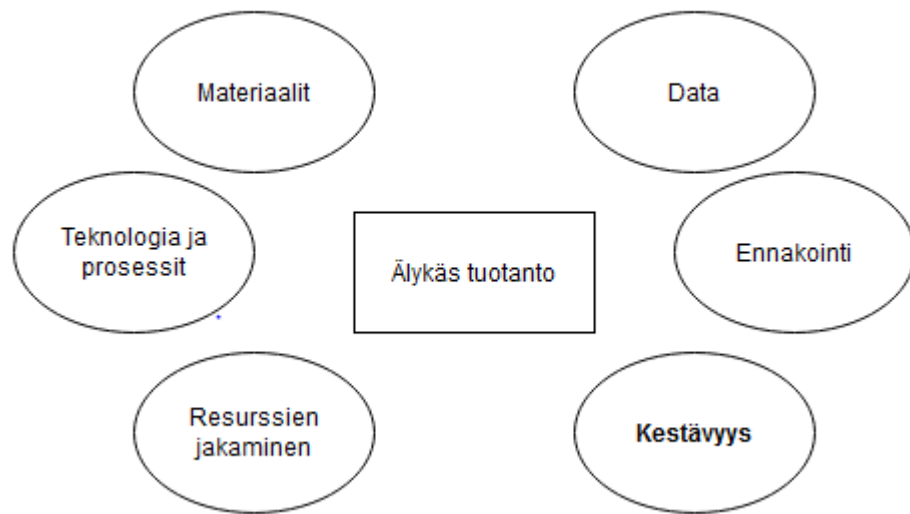 Materiaalit
Data
Teknologia ja
prosessit
Älykäs tuotanto
Ennakointi
Resurssien
jakaminen
Kestävyys